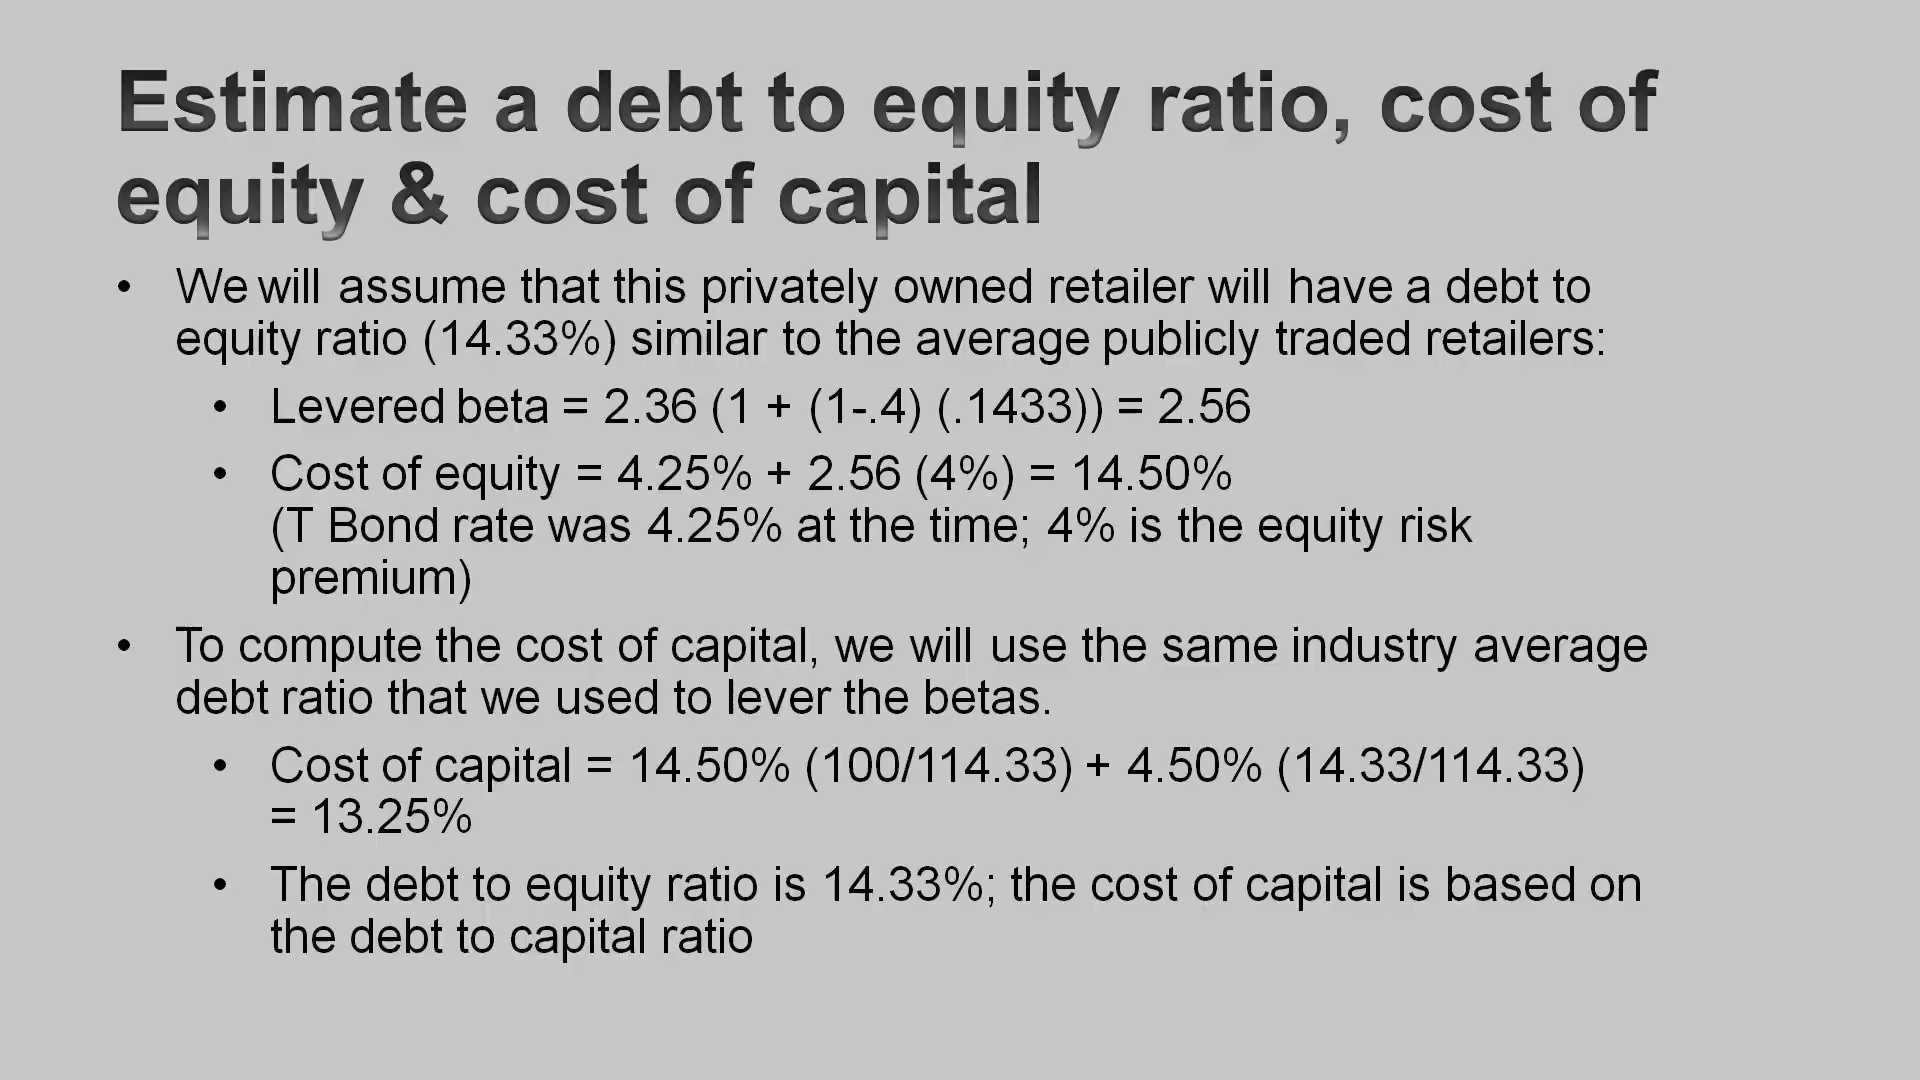 Estimate a debt to equity ratio, cost of
equity & cost of capital
• We will assume that this privately owned retailer will have a debt to
equity ratio (14.33%) similar to the average publicly traded retailers:
• Levered beta = 2.36 (1 + (1-.4) (.1433)) = 2.56
• Cost of equity = 4.25% + 2.56 (4%) = 14.50%
(T Bond rate was 4.25% at the time; 4% is the equity risk
premium)
• To compute the cost of capital, we will use the same industry average
debt ratio that we used to lever the betas.
• Cost of capital = 14.50% (100/114.33) + 4.50% (14.33/114.33)
= 13.25%
• The debt to equity ratio is 14.33%; the cost of capital is based on
the debt to capital ratio